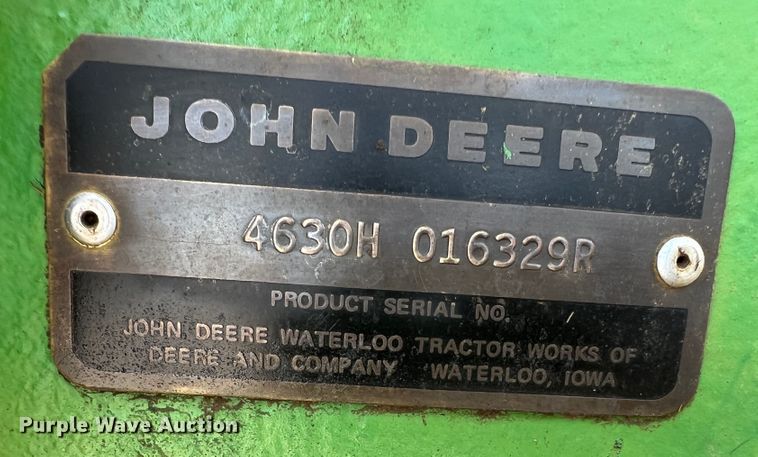 JOHN DEERE
4630H 016329R
PRODUCT SERIAL NO.
JOHN DEERE WATERLOO TRACTOR WORKS OF
DEERE AND COMPANY WATERLOO, IOWA
Purple Wave Auction